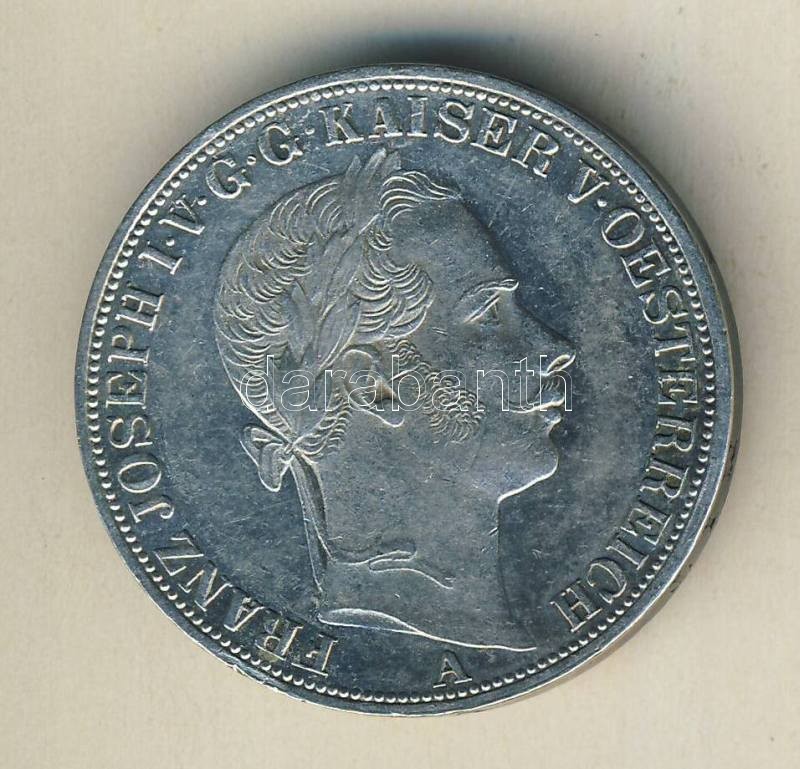 FRANZ JOSEPH I·V·G·G·KAISER V·OESTERREICH
A
darabanth